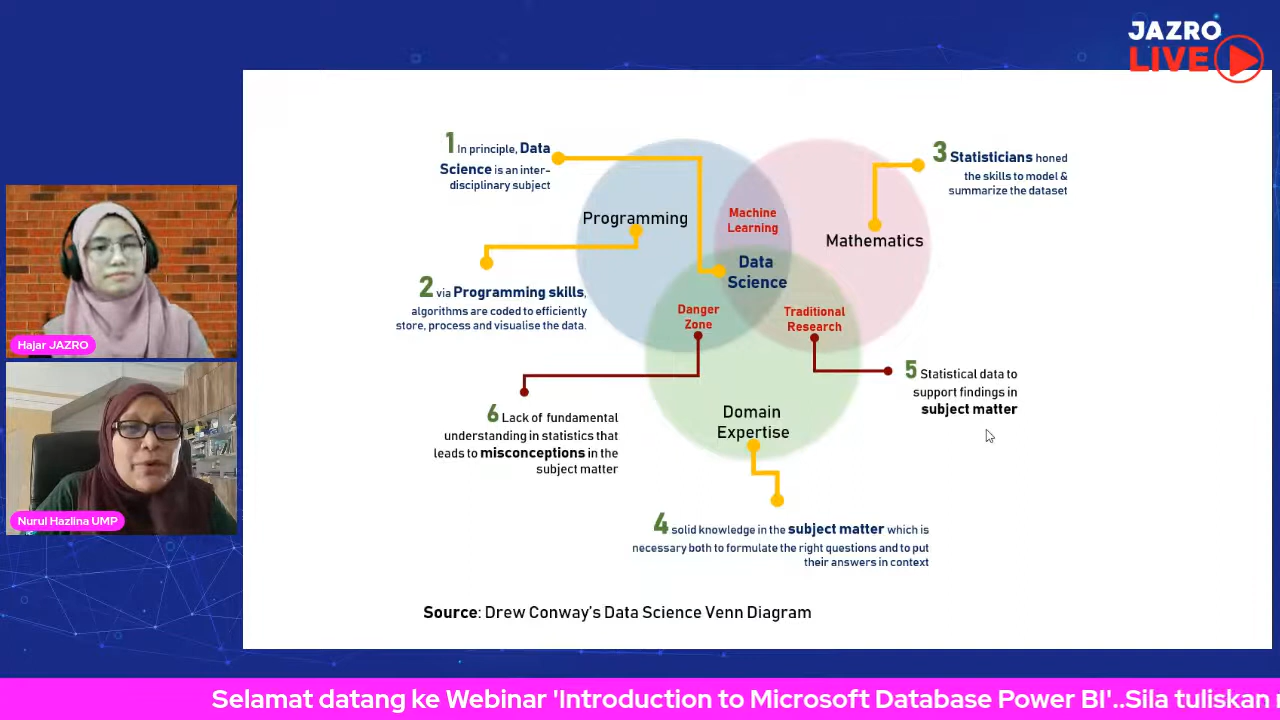 JAZRO
LIVE
1 In principle, Data
Science is an inter-
disciplinary subject
3 Statisticians honed
the skills to model &
summarize the dataset
Programming
Machine
Learning
Mathematics
Data
Science
2 via Programming skills,
algorithms are coded to efficiently
store, process and visualise the data.
Danger
Zone
Traditional
Research
Hajar JAZRO
5 Statistical data to
support findings in
subject matter
6 Lack of fundamental
understanding in statistics that
leads to misconceptions in the
subject matter
Domain
Expertise
Nurul Hazlina UMP
4 solid knowledge in the subject matter which is
necessary both to formulate the right questions and to put
their answers in context
Source: Drew Conway's Data Science Venn Diagram
Selamat datang ke Webinar 'Introduction to Microsoft Database Power BI'..Sila tuliskan